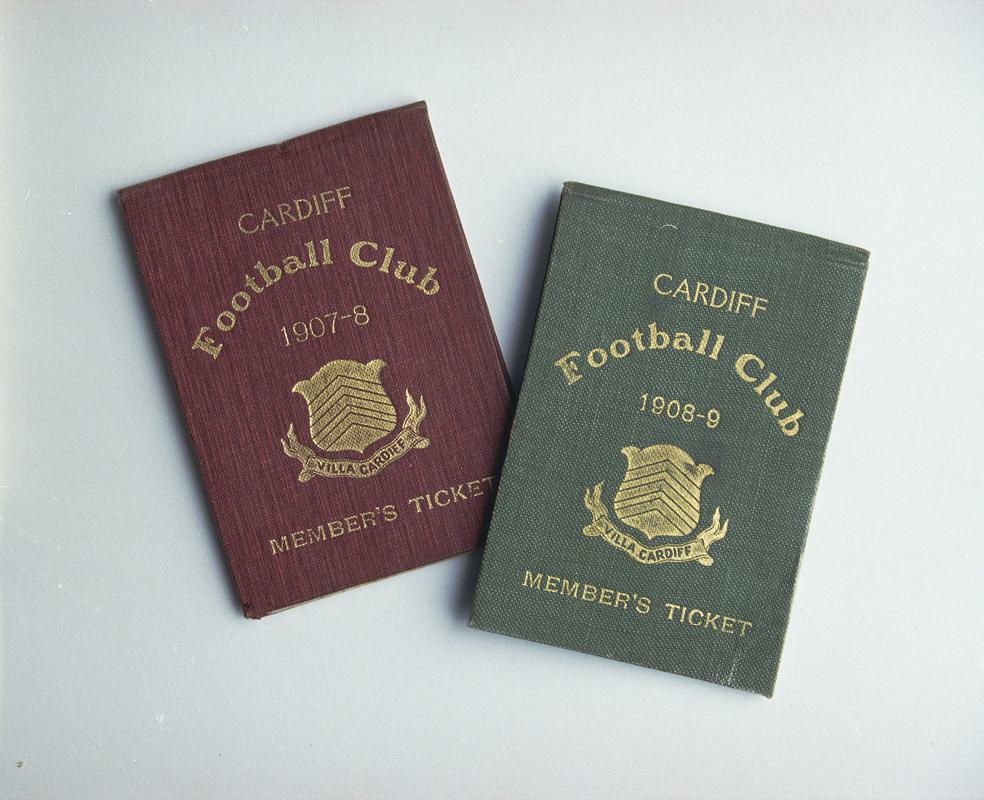 CARDIFF
Football Club
1907-8
VILLA CARDIFF
MEMBER'S TICKET
CARDIFF
Football Club
1908-9
VILLA CARDIFF
MEMBER'S TICKET